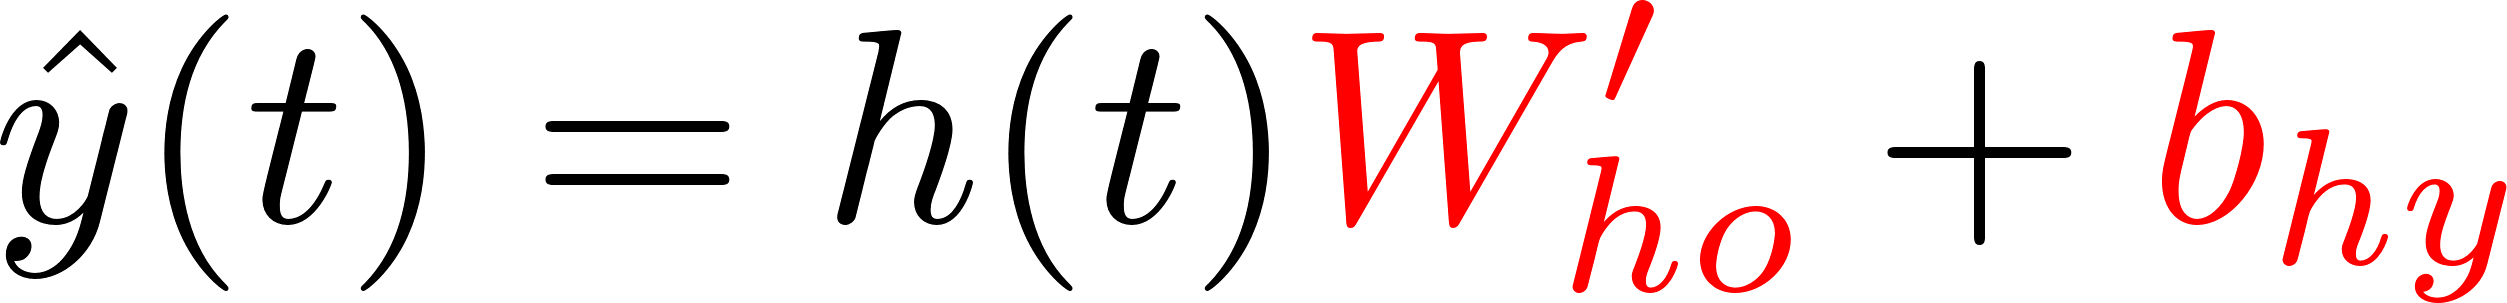 ŷ(t) = h(t)W'_{ho} + b_{hy}